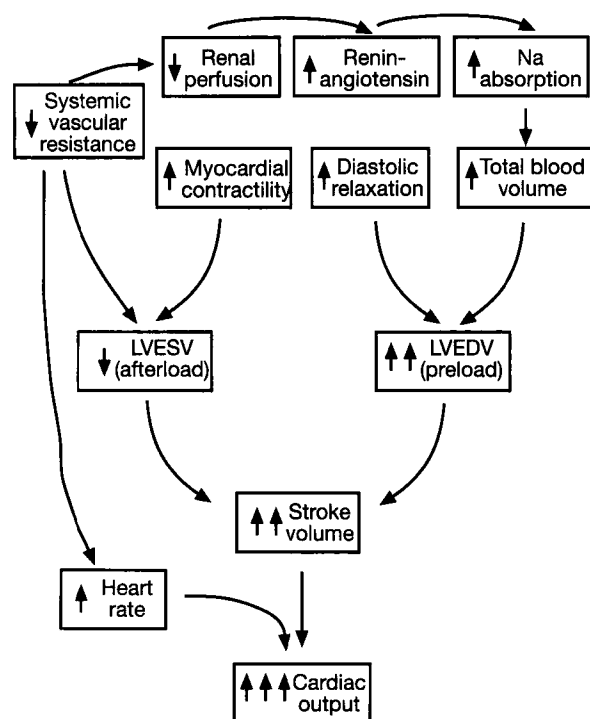 ↓ Renal
perfusion
↑ Renin-
angiotensin
↑ Na
absorption
↓ Systemic
vascular
resistance
↑ Myocardial
contractility
↑ Diastolic
relaxation
↑ Total blood
volume
↓ LVESV
(afterload)
↑ ↑ LVEDV
(preload)
↑ ↑ Stroke
volume
↑ Heart
rate
↑ ↑ ↑ Cardiac
output